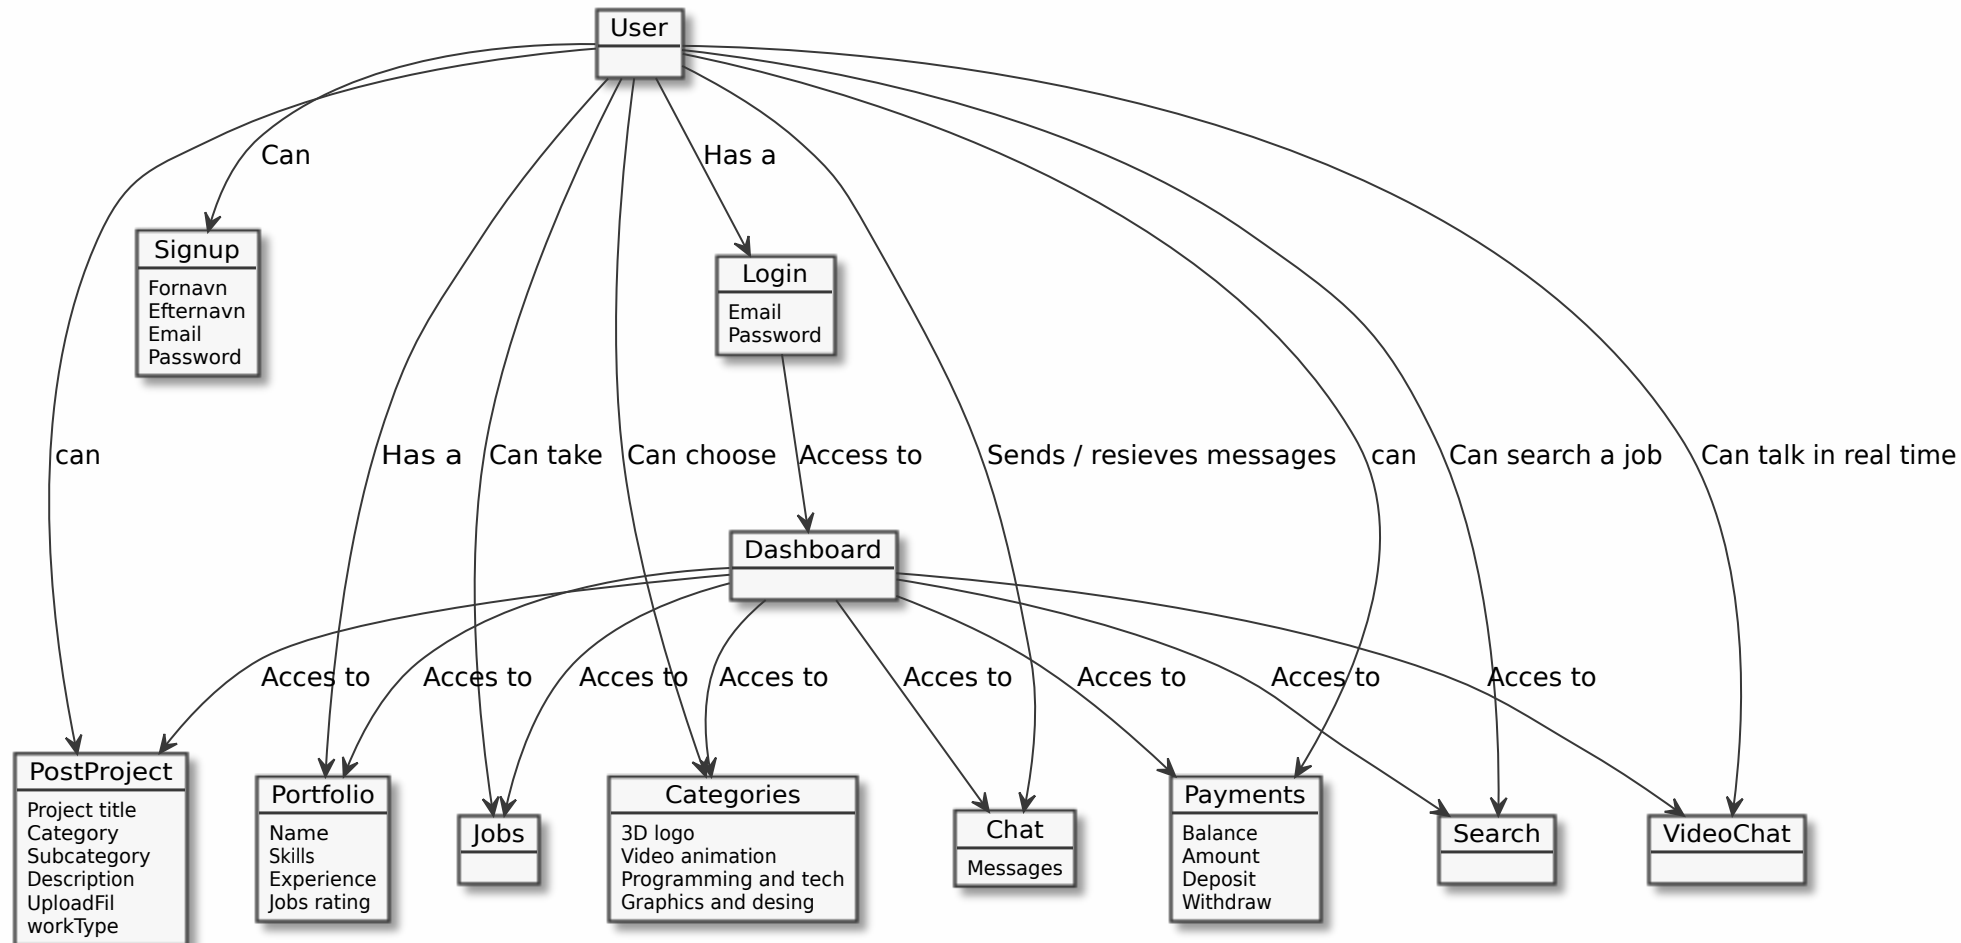 User
Can
Has a
Signup
Fornavn
Efternavn
Email
Password
Login
Email
Password
can
Has a
Can take
Can choose
Access to
Sends / resieves messages
can
Can search a job
Can talk in real time
Dashboard
Acces to
Acces to
Acces to
Acces to
Acces to
Acces to
Acces to
Acces to
PostProject
Project title
Category
Subcategory
Description
UploadFil
workType
Portfolio
Name
Skills
Experience
Jobs rating
Jobs
Categories
3D logo
Video animation
Programming and tech
Graphics and desing
Chat
Messages
Payments
Balance
Amount
Deposit
Withdraw
Search
VideoChat